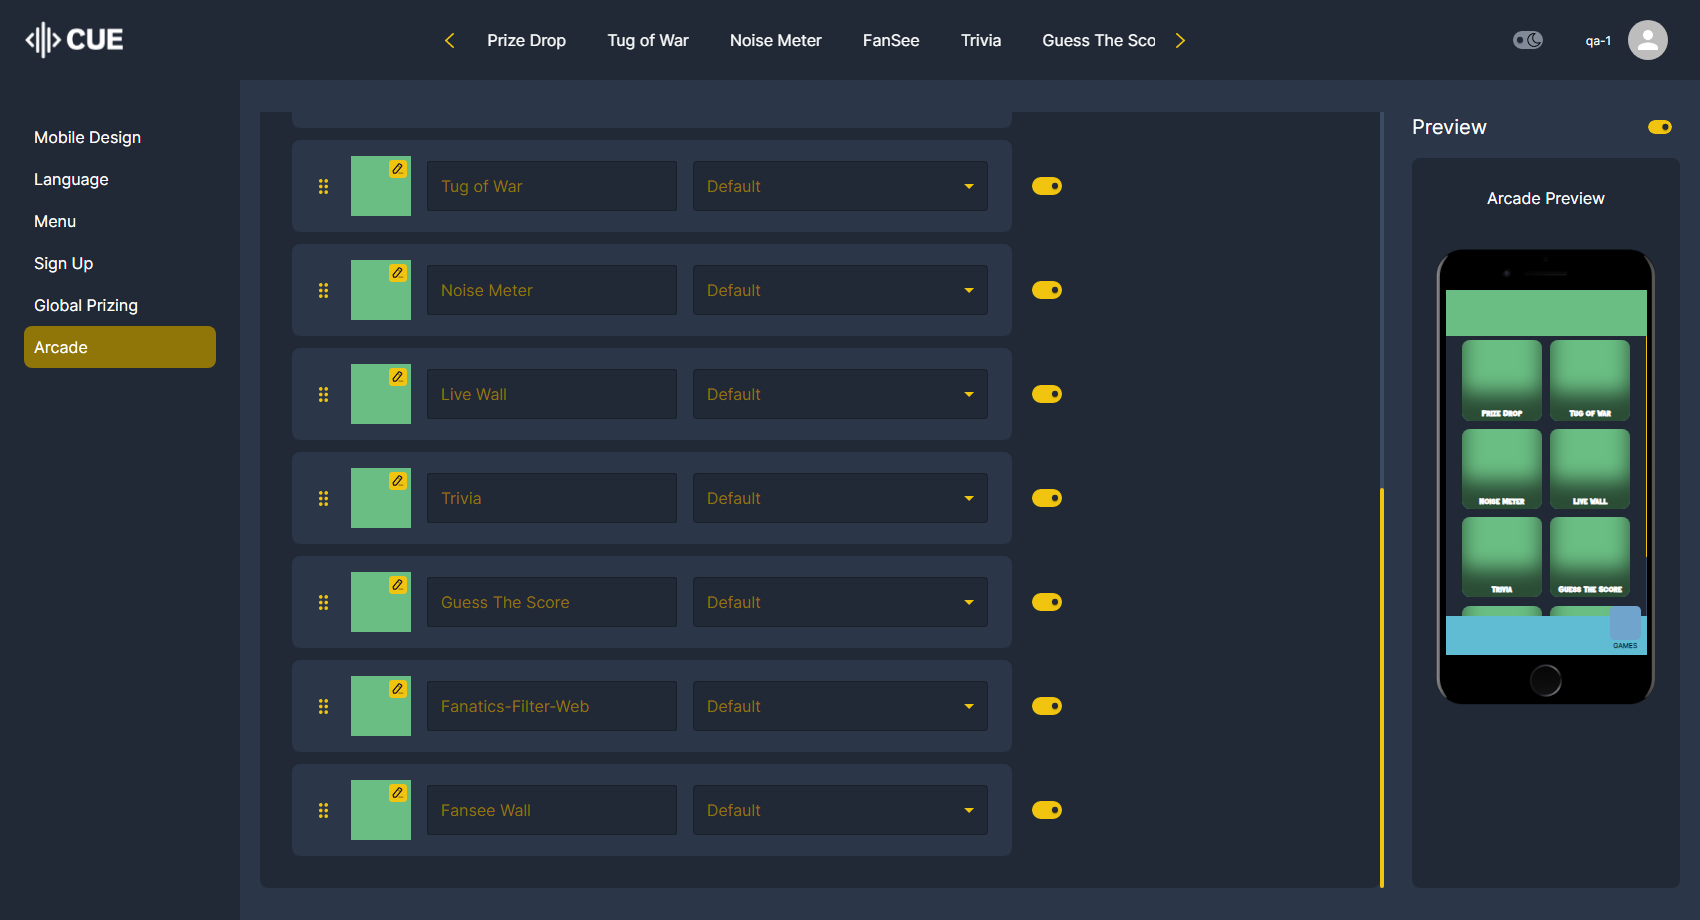 CUE
Prize Drop
Tug of War
Noise Meter
FanSee
Trivia
Guess The Sco
qa-1
Mobile Design
Language
Menu
Sign Up
Global Prizing
Arcade
Tug of War
Default
Noise Meter
Default
Live Wall
Default
Trivia
Default
Guess The Score
Default
Fanatics-Filter-Web
Default
Fansee Wall
Default
Preview
Arcade Preview
Prize Drop
Tug of War
Noise Meter
Live Wall
Trivia
Guess The Score
GAMES